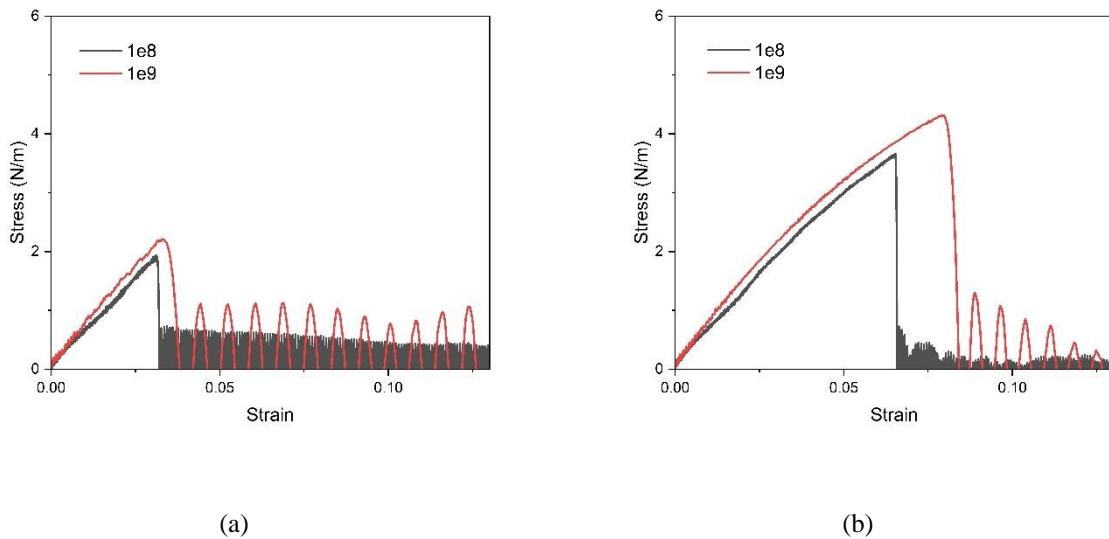 6
4
2
0
Stress (N/m)
1e8
1e9
0.00
0.05
0.10
Strain
(a)
6
4
2
0
Stress (N/m)
1e8
1e9
0.00
0.05
0.10
Strain
(b)